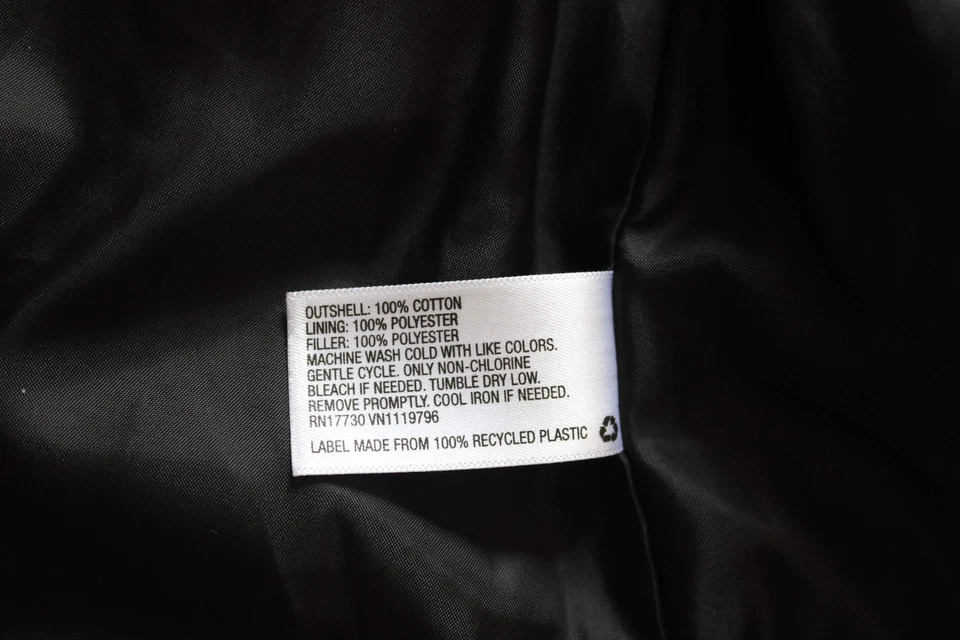 OUTSHELL: 100% COTTON
LINING: 100% POLYESTER
FILLER: 100% POLYESTER
MACHINE WASH COLD WITH LIKE COLORS.
GENTLE CYCLE. ONLY NON-CHLORINE
BLEACH IF NEEDED. TUMBLE DRY LOW.
REMOVE PROMPTLY. COOL IRON IF NEEDED.
RN17730 VN1119796
LABEL MADE FROM 100% RECYCLED PLASTIC